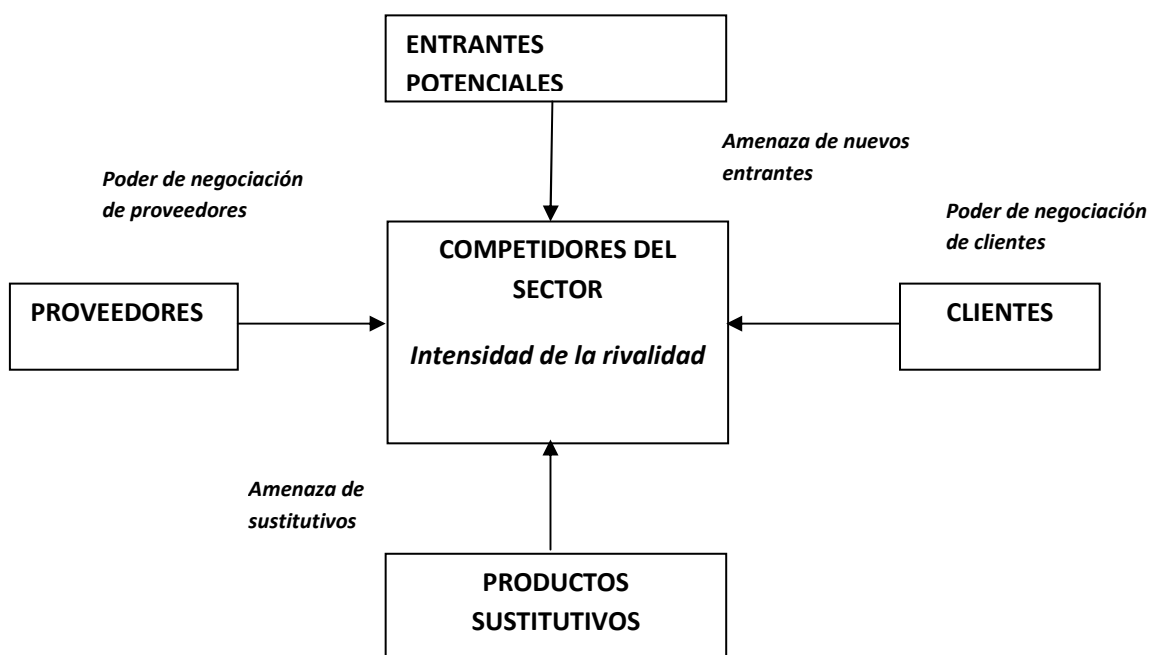 ENTRANTES
POTENCIALES
Amenaza de nuevos
entrantes
Poder de negociación
de proveedores
Poder de negociación
de clientes
COMPETIDORES DEL
SECTOR
Intensidad de la rivalidad
PROVEEDORES
CLIENTES
Amenaza de
sustitutivos
PRODUCTOS
SUSTITUTIVOS